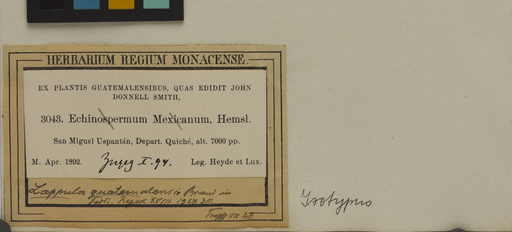 HERBARIUM REGIUM MONACENSE.
EX PLANTIS GUATEMALENSIBUS, QUAS EDIDIT JOHN
DONNELL SMITH,
3043. Echinospermum Mexicanum, Hemsl.
San Miguel Uspantán, Depart. Quiché, alt. 7000 pp.
M. Apr. 1892. Leg. Heyde et Lux.
Lappula guatemalensis Brand in
Isotypus